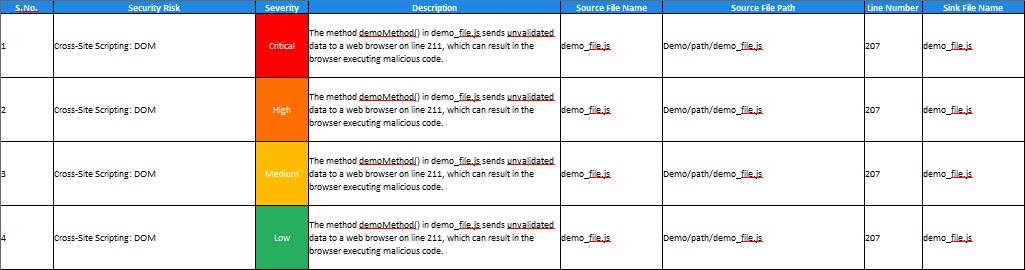 S.No. Security Risk Severity Description Source File Name Source File Path Line Number Sink File Name
The method demoMethod() in demo_file.js sends unvalidated
1 Cross-Site Scripting: DOM Critical data to a web browser on line 211, which can result in the demo_file.js Demo/path/demo_file.js 207 demo_file.js
browser executing malicious code.
The method demoMethod() in demo_file.js sends unvalidated
2 Cross-Site Scripting: DOM High data to a web browser on line 211, which can result in the demo_file.js Demo/path/demo_file.js 207 demo_file.js
browser executing malicious code.
The method demoMethod() in demo_file.js sends unvalidated
3 Cross-Site Scripting: DOM Medium data to a web browser on line 211, which can result in the demo_file.js Demo/path/demo_file.js 207 demo_file.js
browser executing malicious code.
The method demoMethod() in demo_file.js sends unvalidated
4 Cross-Site Scripting: DOM Low data to a web browser on line 211, which can result in the demo_file.js Demo/path/demo_file.js 207 demo_file.js
browser executing malicious code.